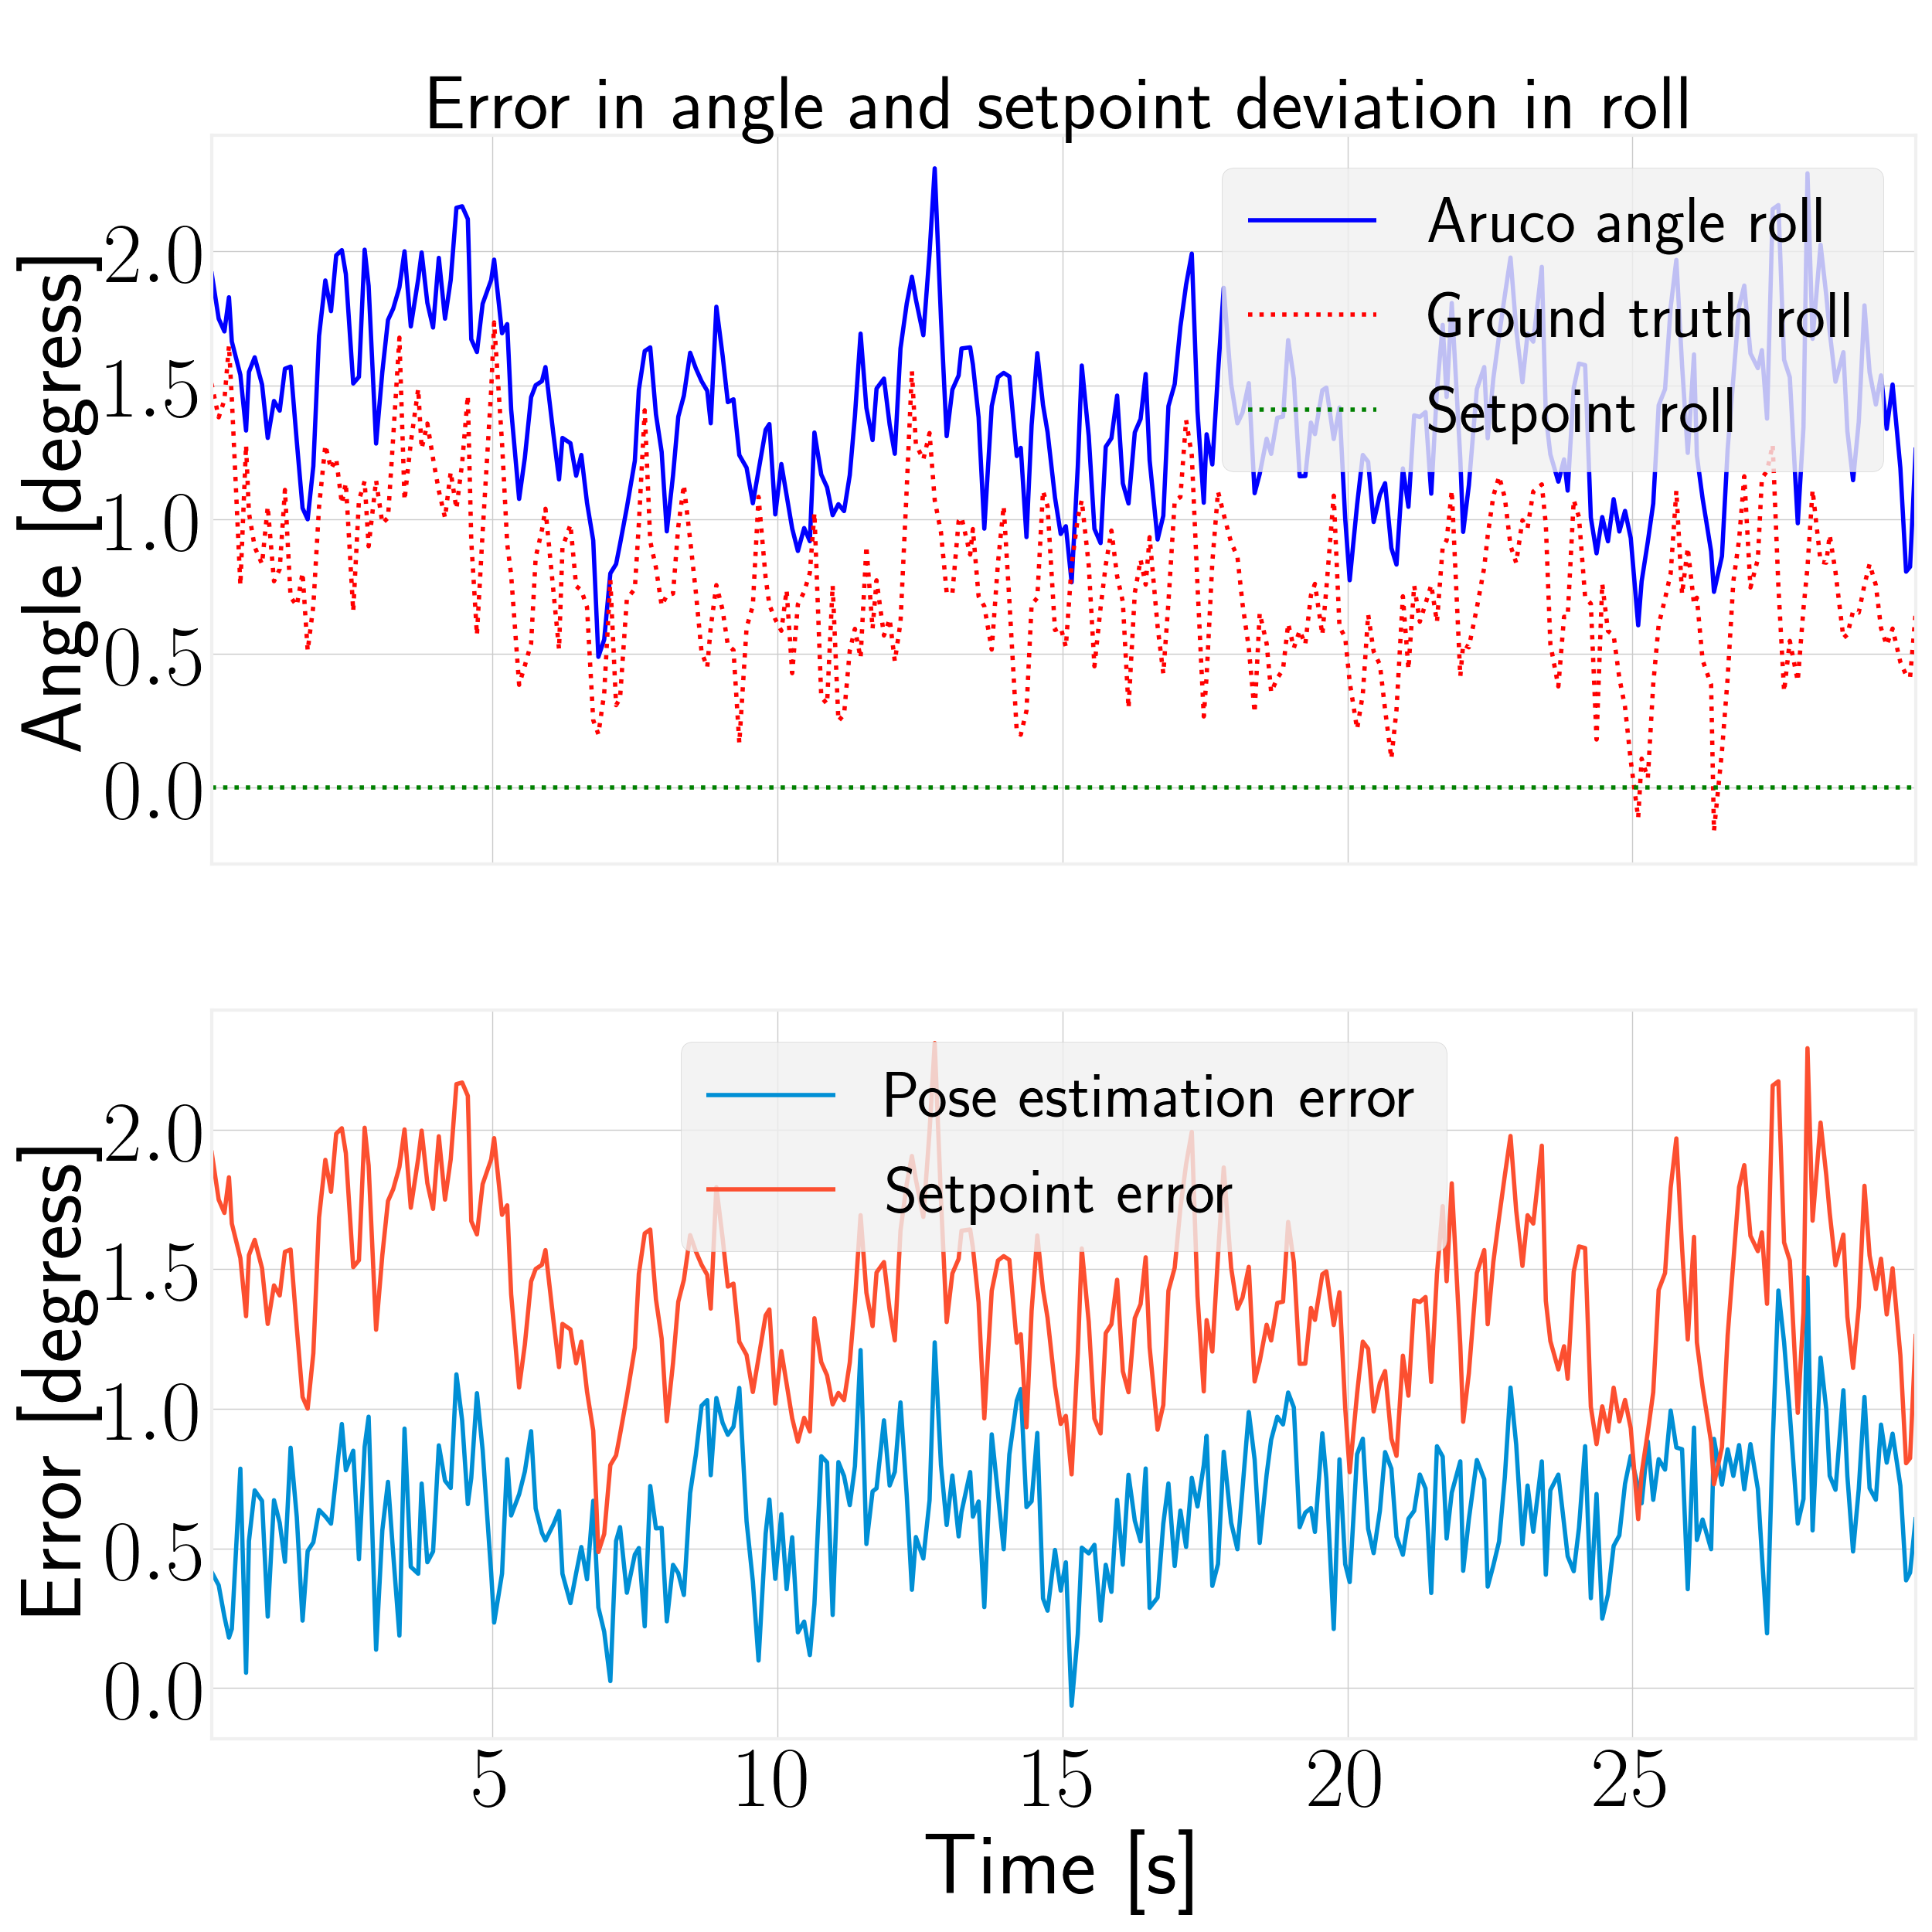 Error in angle and setpoint deviation in roll
Angle [degress]
2.0
1.5
1.0
0.5
0.0
Aruco angle roll
Ground truth roll
Setpoint roll
Error [degress]
2.0
1.5
1.0
0.5
0.0
Pose estimation error
Setpoint error
5 10 15 20 25
Time [s]